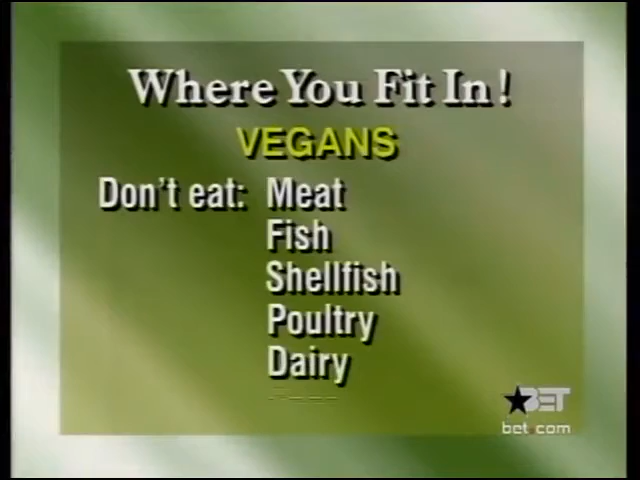 Where You Fit In!
VEGANS
Don't eat: Meat
Fish
Shellfish
Poultry
Dairy
BET
bet.com